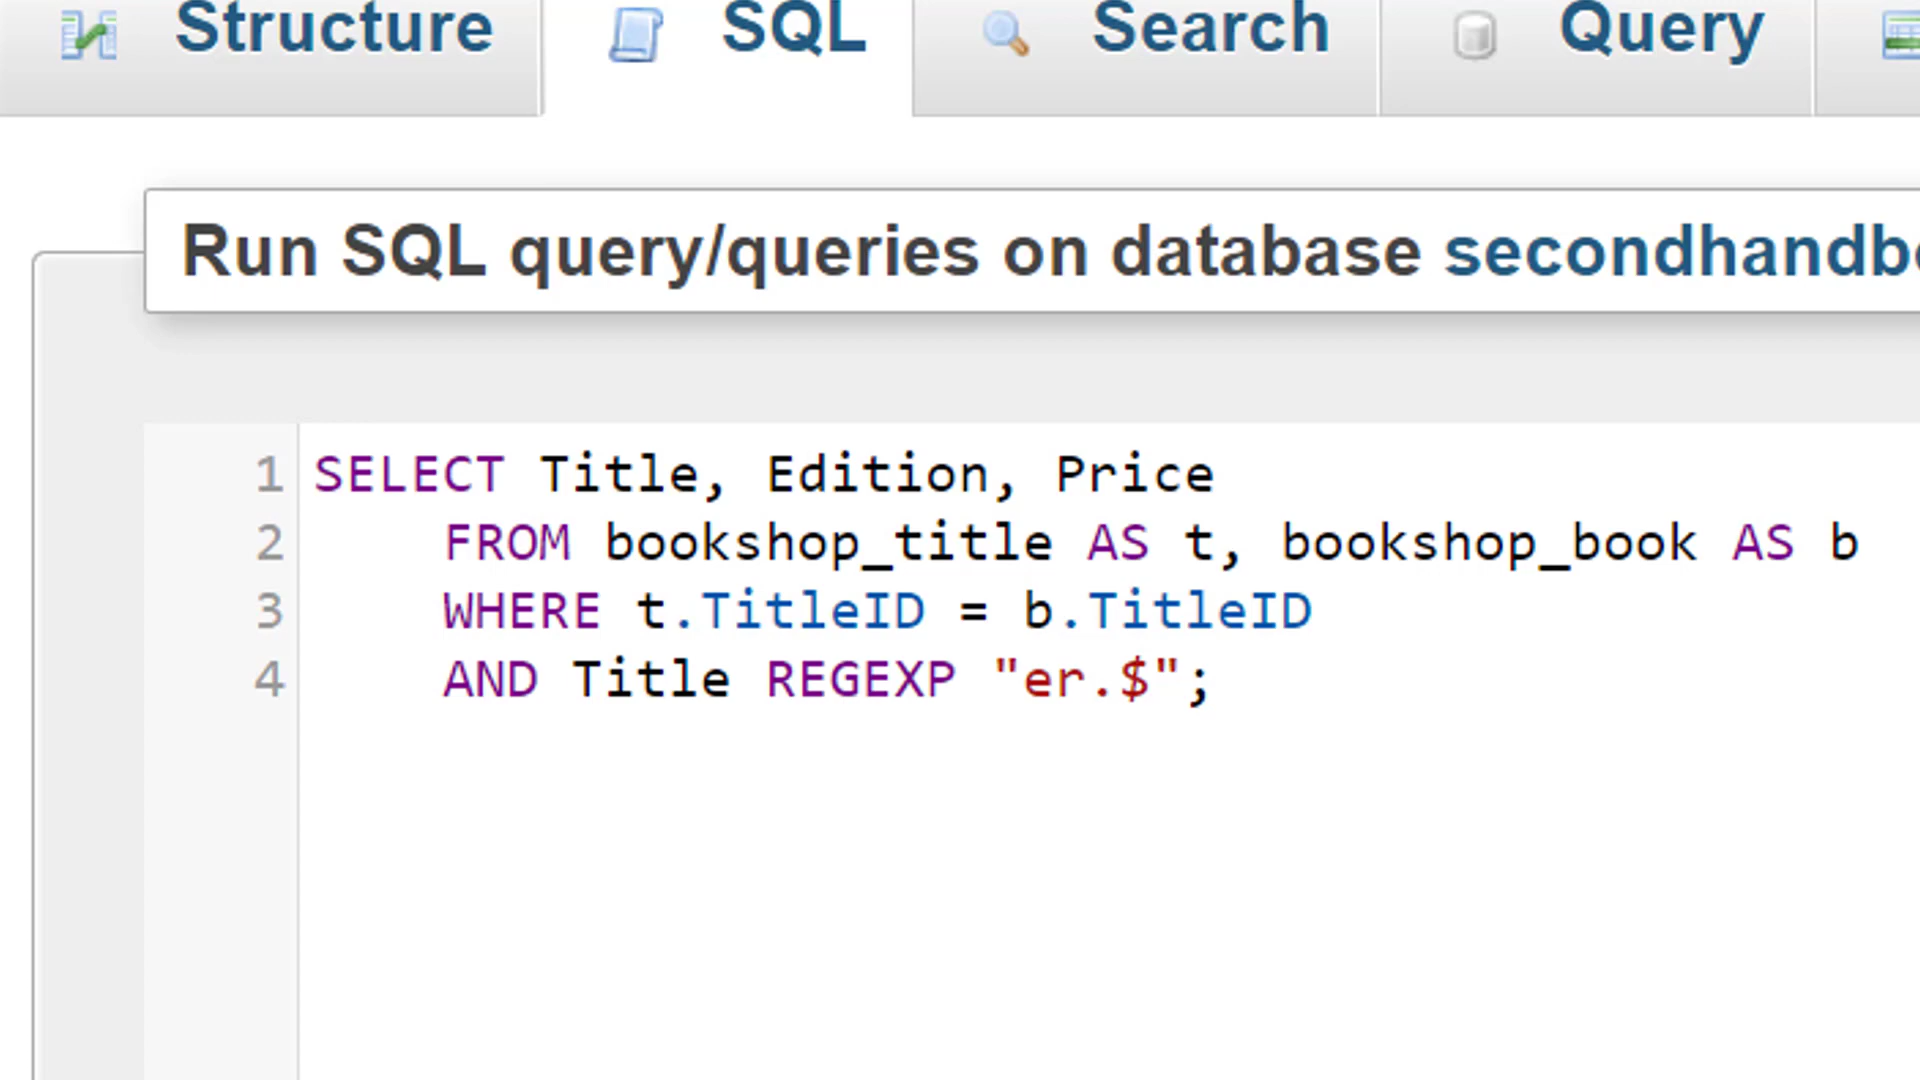 Structure SQL Search Query
Run SQL query/queries on database
1 SELECT Title, Edition, Price
2 FROM bookshop_title AS t, bookshop_book AS b
3 WHERE t.TitleID = b.TitleID
4 AND Title REGEXP "er.$";